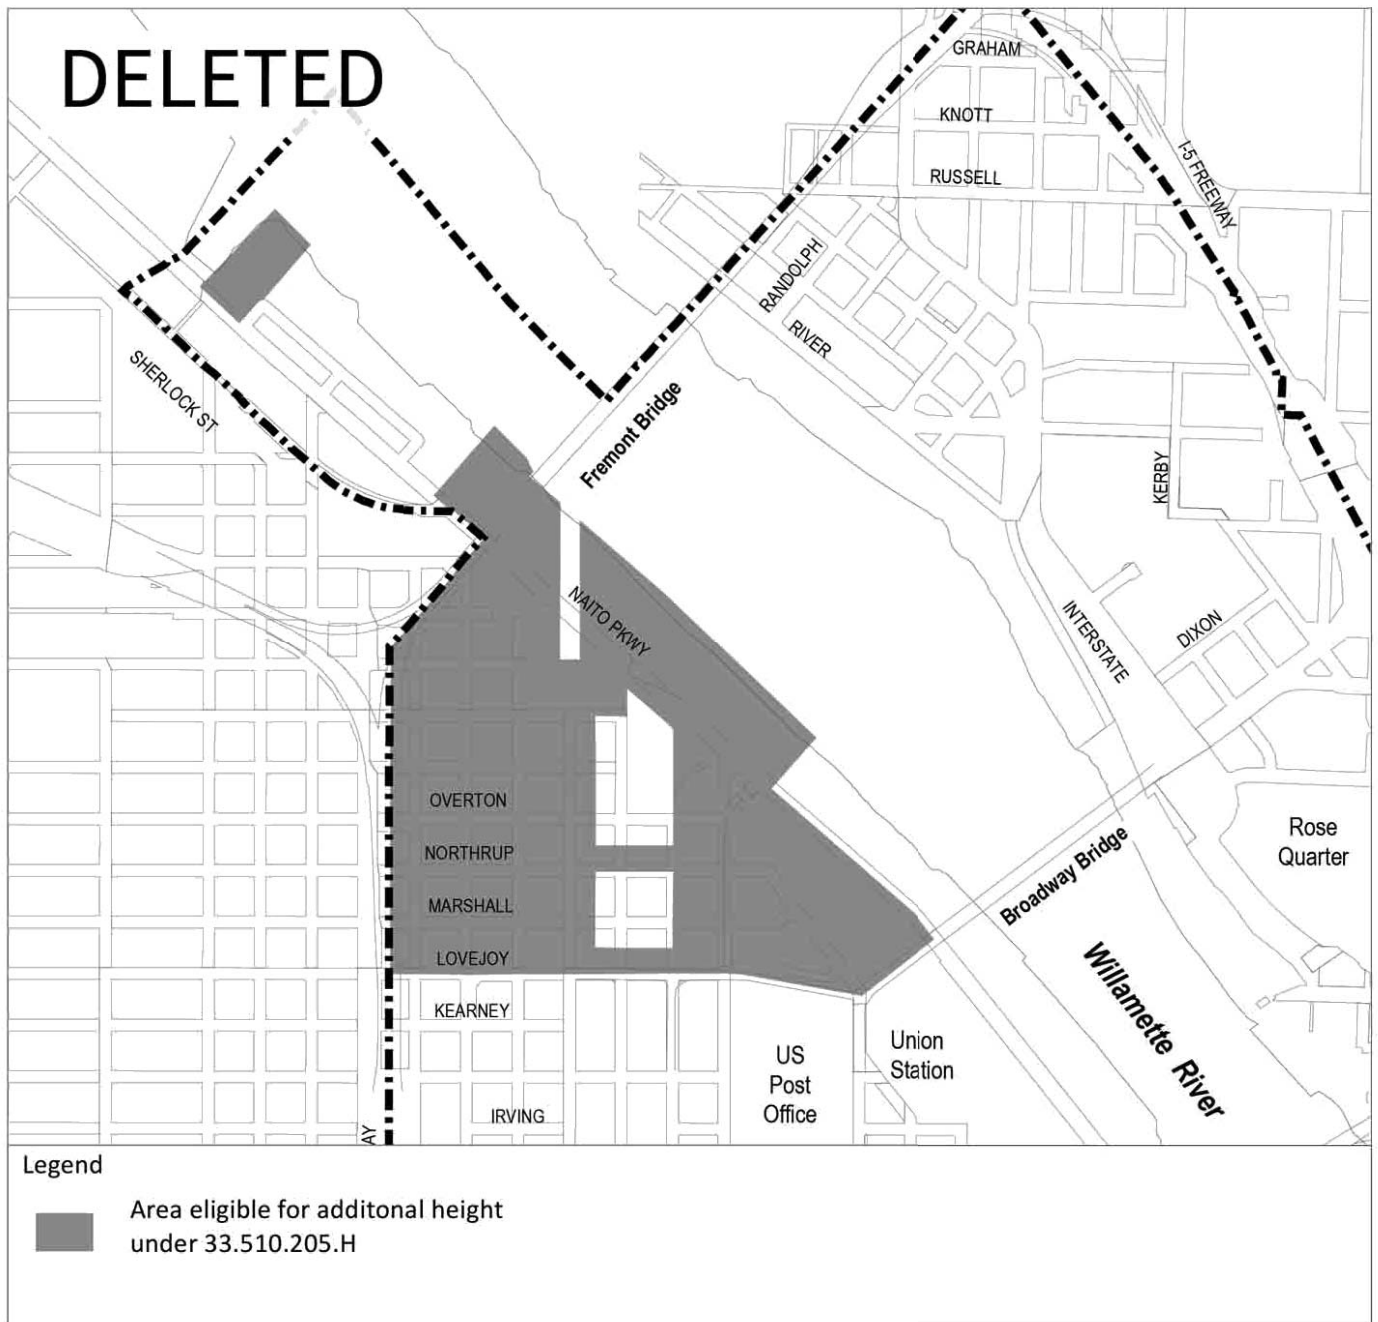 DELETED
GRAHAM
KNOTT
I-5 FREEWAY
RUSSELL
RANDOLPH
RIVER
SHERLOCK ST
Fremont Bridge
KERBY
NAITO PKWY
INTERSTATE
DIXON
OVERTON
NORTHRUP
MARSHALL
LOVEJOY
KEARNEY
IRVING
AY
Rose
Quarter
Broadway Bridge
Willamette River
Union
Station
US
Post
Office
Legend
Area eligible for additonal height
under 33.510.205.H